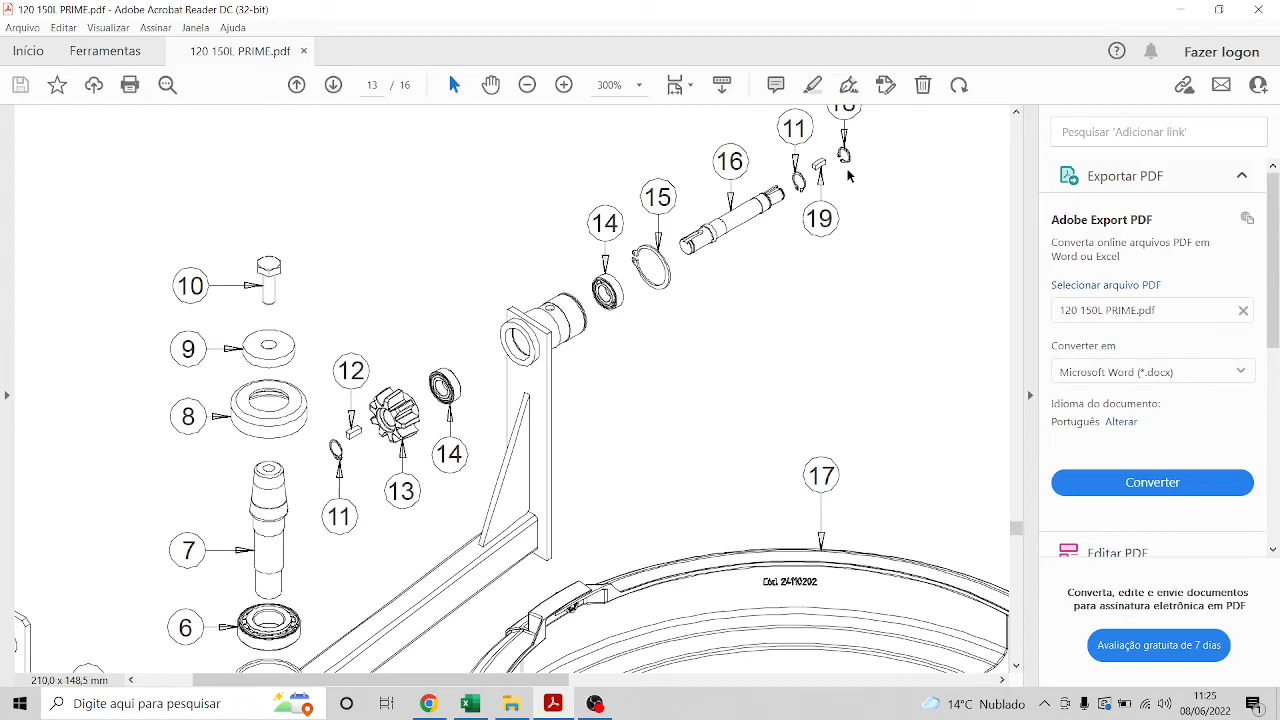 120 150L PRIME.pdf - Adobe Acrobat Reader DC (32-bit)
Arquivo Editar Visualizar Assinar Janela Ajuda
Início Ferramentas 120 150L PRIME.pdf × Fazer logon
13 / 16 300%
Pesquisar 'Adicionar link'
Exportar PDF
Adobe Export PDF
Converta online arquivos PDF em
Word ou Excel
Selecionar arquivo PDF
120 150L PRIME.pdf
Converter em
Microsoft Word (*.docx)
Idioma do documento:
Português Alterar
Converter
Editar PDF
Converta, edite e envie documentos
para assinatura eletrônica em PDF
Avaliação gratuita de 7 dias
18
11
16
19
15
14
10
9
12
8
14
13
11
17
7
Cód. 24110202
6
210,0 x 148,5 mm
Digite aqui para pesquisar
14°C Nublado
11:25
08/06/2022
1